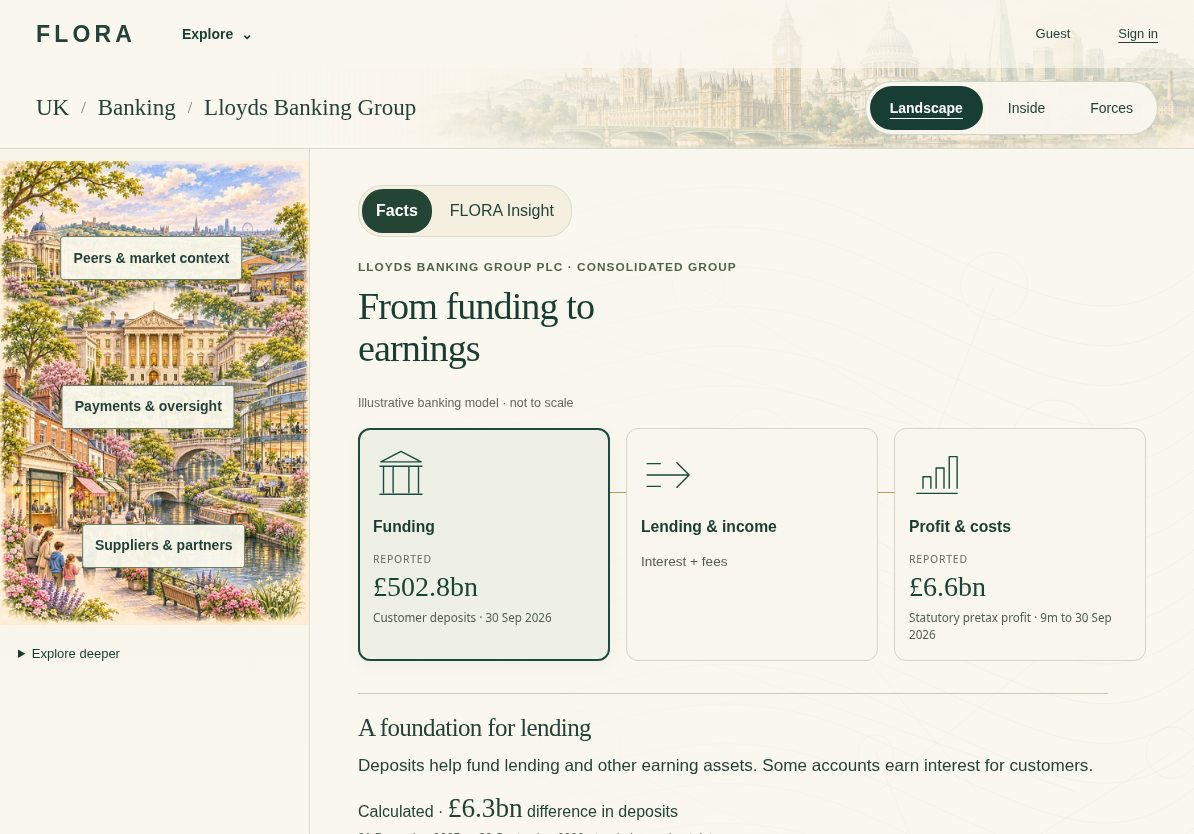 FLORA
Explore
Guest
Sign in
UK / Banking / Lloyds Banking Group
Landscape
Inside
Forces
Peers & market context
Payments & oversight
Suppliers & partners
Explore deeper
Facts
FLORA Insight
LLOYDS BANKING GROUP PLC · CONSOLIDATED GROUP
From funding to
earnings
Illustrative banking model · not to scale
Funding
REPORTED
£502.8bn
Customer deposits · 30 Sep 2026
Lending & income
Interest + fees
Profit & costs
REPORTED
£6.6bn
Statutory pretax profit · 9m to 30 Sep
2026
A foundation for lending
Deposits help fund lending and other earning assets. Some accounts earn interest for customers.
Calculated · £6.3bn difference in deposits